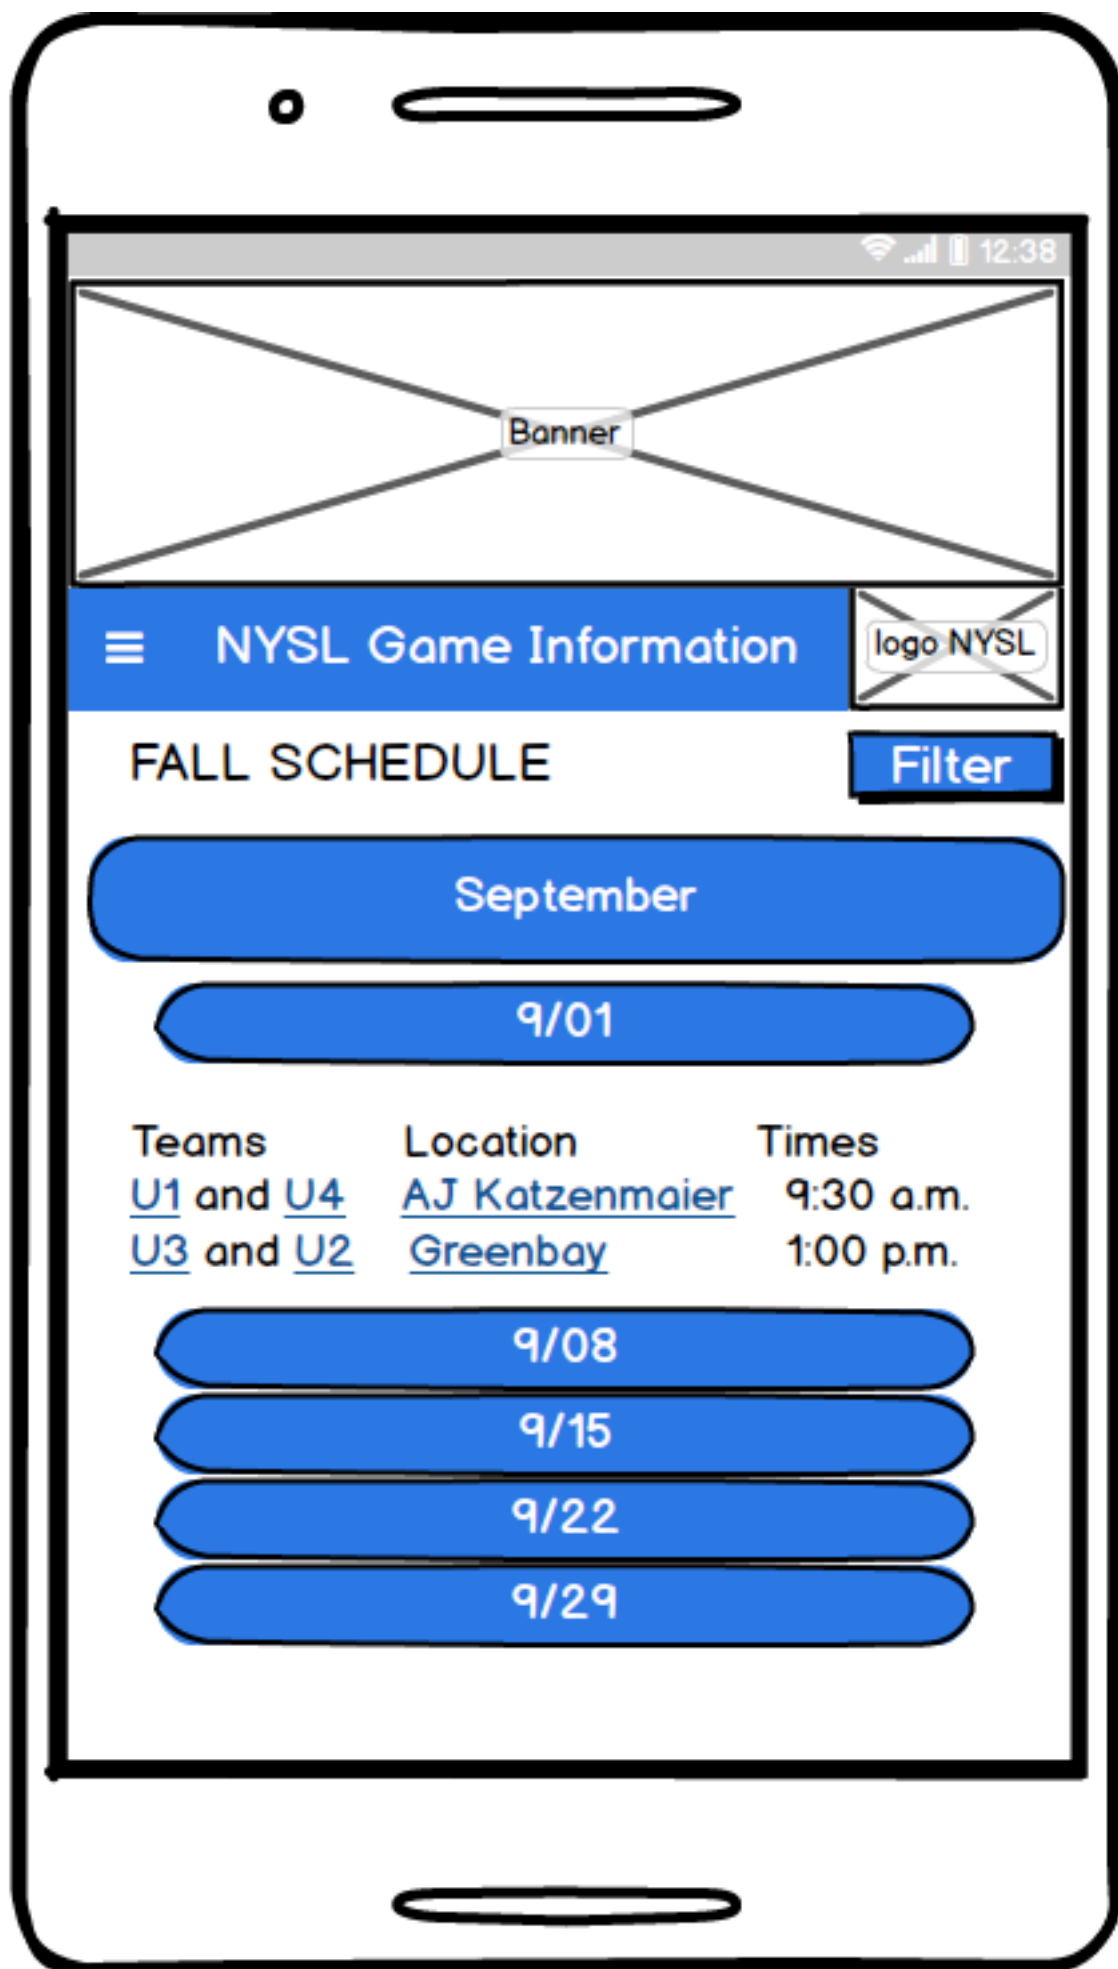 12:38
Banner
NYSL Game Information
logo NYSL
FALL SCHEDULE
Filter
September
9/01
Teams Location Times
U1 and U4 AJ Katzenmaier 9:30 a.m.
U3 and U2 Greenbay 1:00 p.m.
9/08
9/15
9/22
9/29